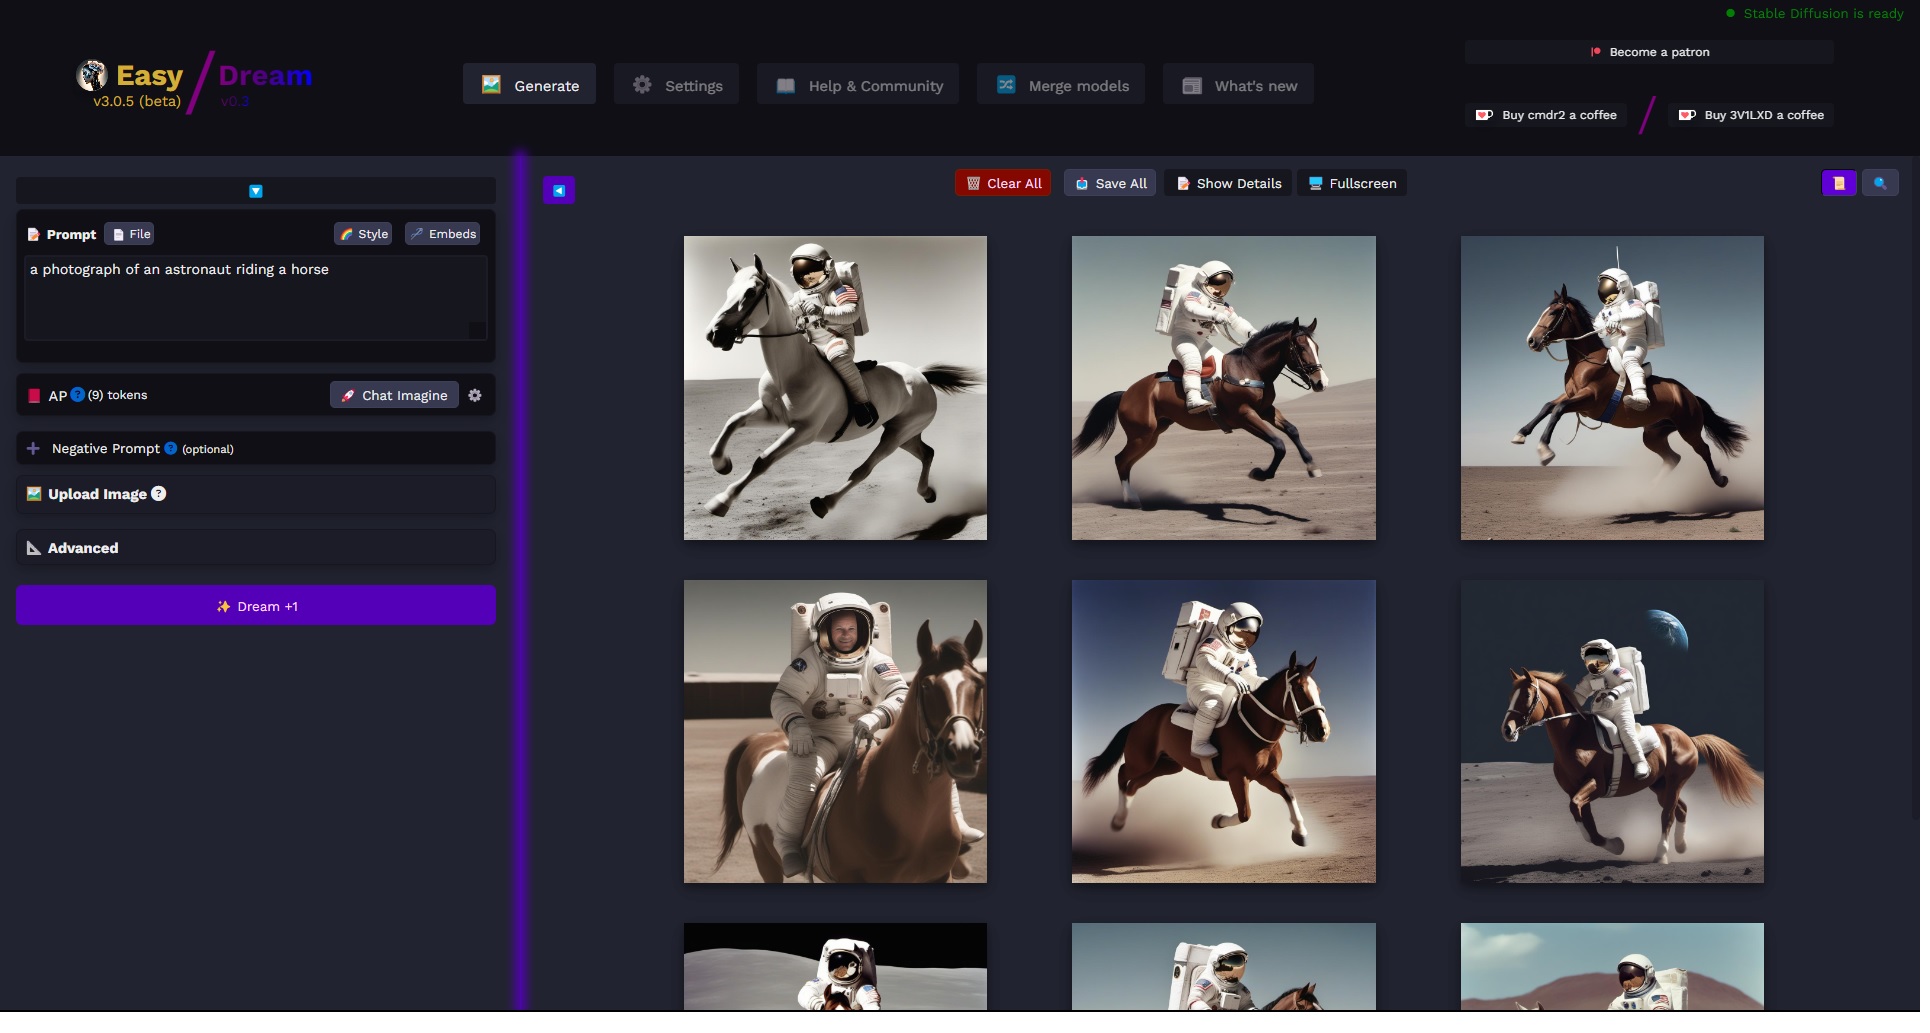 Stable Diffusion is ready
Easy
Dream
v3.0.5 (beta)
v0.3
Generate
Settings
Help & Community
Merge models
What's new
Become a patron
Buy cmdr2 a coffee
Buy 3V1LXD a coffee
Clear All
Save All
Show Details
Fullscreen
Prompt
File
Style
Embeds
a photograph of an astronaut riding a horse
AP ? (9) tokens
Chat Imagine
Negative Prompt ? (optional)
Upload Image ?
Advanced
Dream +1